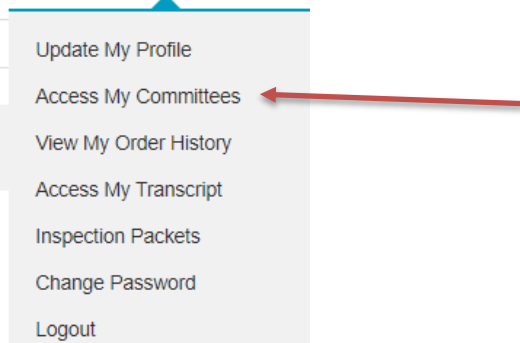 Update My Profile
Access My Committees
View My Order History
Access My Transcript
Inspection Packets
Change Password
Logout